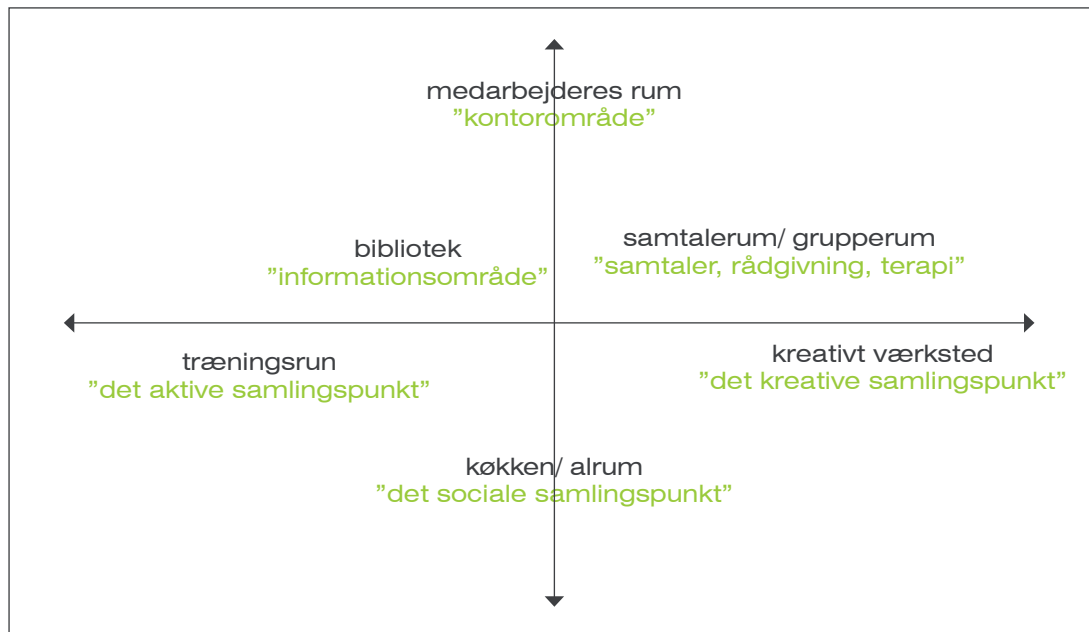 medarbejderes rum
”kontorområde”
bibliotek
”informationsområde”
samtalerum/ grupperum
”samtaler, rådgivning, terapi”
træningsrun
”det aktive samlingspunkt”
kreativt værksted
”det kreative samlingspunkt”
køkken/ alrum
”det sociale samlingspunkt”